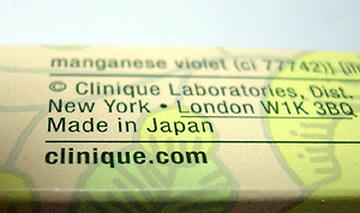 manganese violet (ci 77742)].
© Clinique Laboratories, Dist.
New York • London W1K 3BQ
Made in Japan
clinique.com